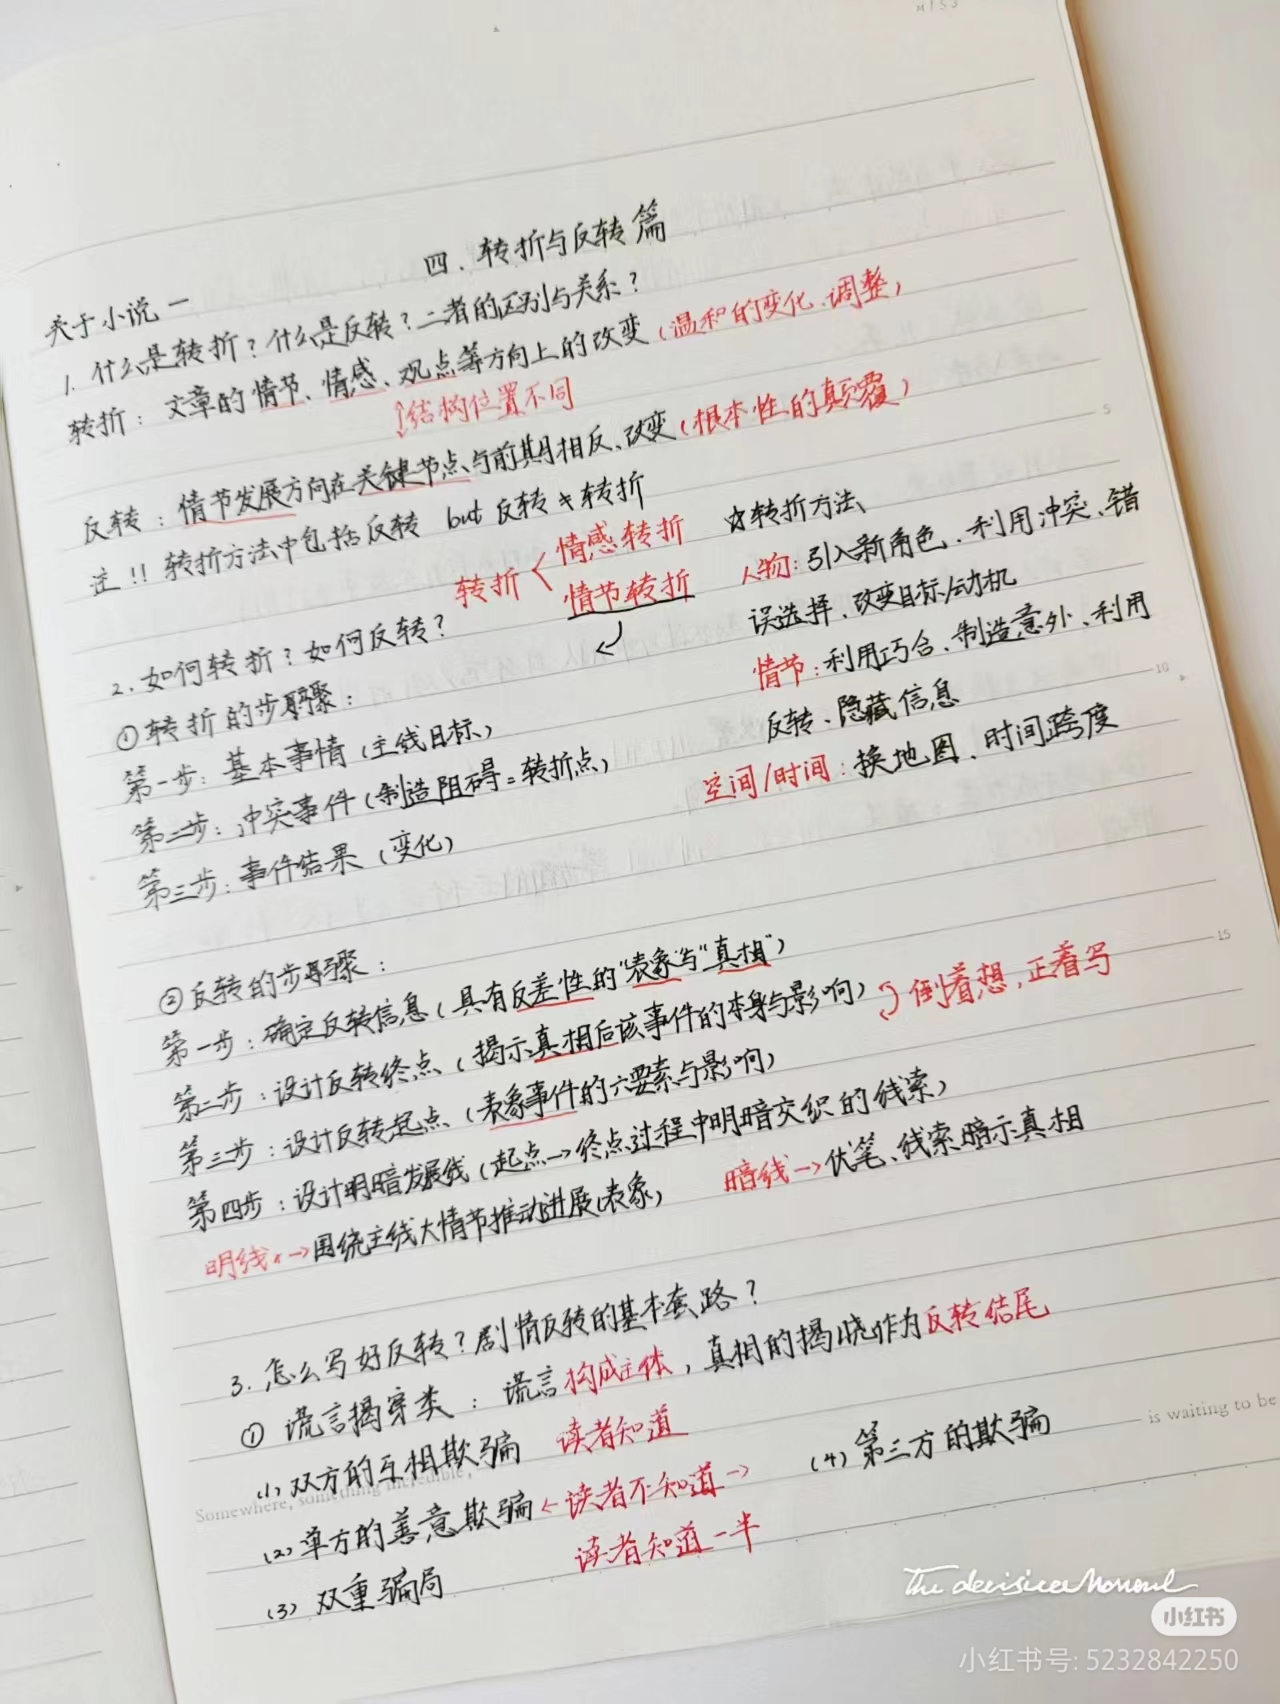 四. 转折与反转篇
关于小说一
1. 什么是转折？什么是反转？二者的区别与关系？
转折：文章的情节、情感、观点等方向上的改变（温和的变化、调整）
↕结构位置不同
反转：情节发展方向在关键节点与前期相反、改变（根本性的颠覆）
这!! 转折方法中包括反转 but 反转≠转折
转折<情感转折
情节转折
☆转折方法
人物：引入新角色、利用冲突、错
误选择、改变目标/动机
情节：利用巧合、制造意外、利用
反转、隐藏信息
空间/时间：换地图、时间跨度
2. 如何转折？如何反转？
①转折的步骤：
第一步：基本事情（主线目标）
第二步：冲突事件（制造阻碍=转折点）
第三步：事件结果（变化）
②反转的步骤：
第一步：确定反转信息（具有反差性的"表象"与"真相"）
第二步：设计反转终点（揭示真相后该事件的本身与影响）倒着想，正着写
第三步：设计反转起点（表象事件的六要素与影响）
第四步：设计明暗发展线（起点→终点过程中明暗交织的线索）
明线→围绕主线大情节推动进展（表象）
暗线→伏笔、线索暗示真相
3. 怎么写好反转？剧情反转的基本套路？
① 谎言揭穿类：谎言构成主体，真相的揭晓作为反转结尾
(1) 双方的互相欺骗 读者知道
(2) 单方的善意欺骗←读者不知道→
读者知道一半
(3) 双重骗局
(4) 第三方的欺骗
is waiting to be
Somewhere, something incredible,
小红书
小红书号: 5232842250